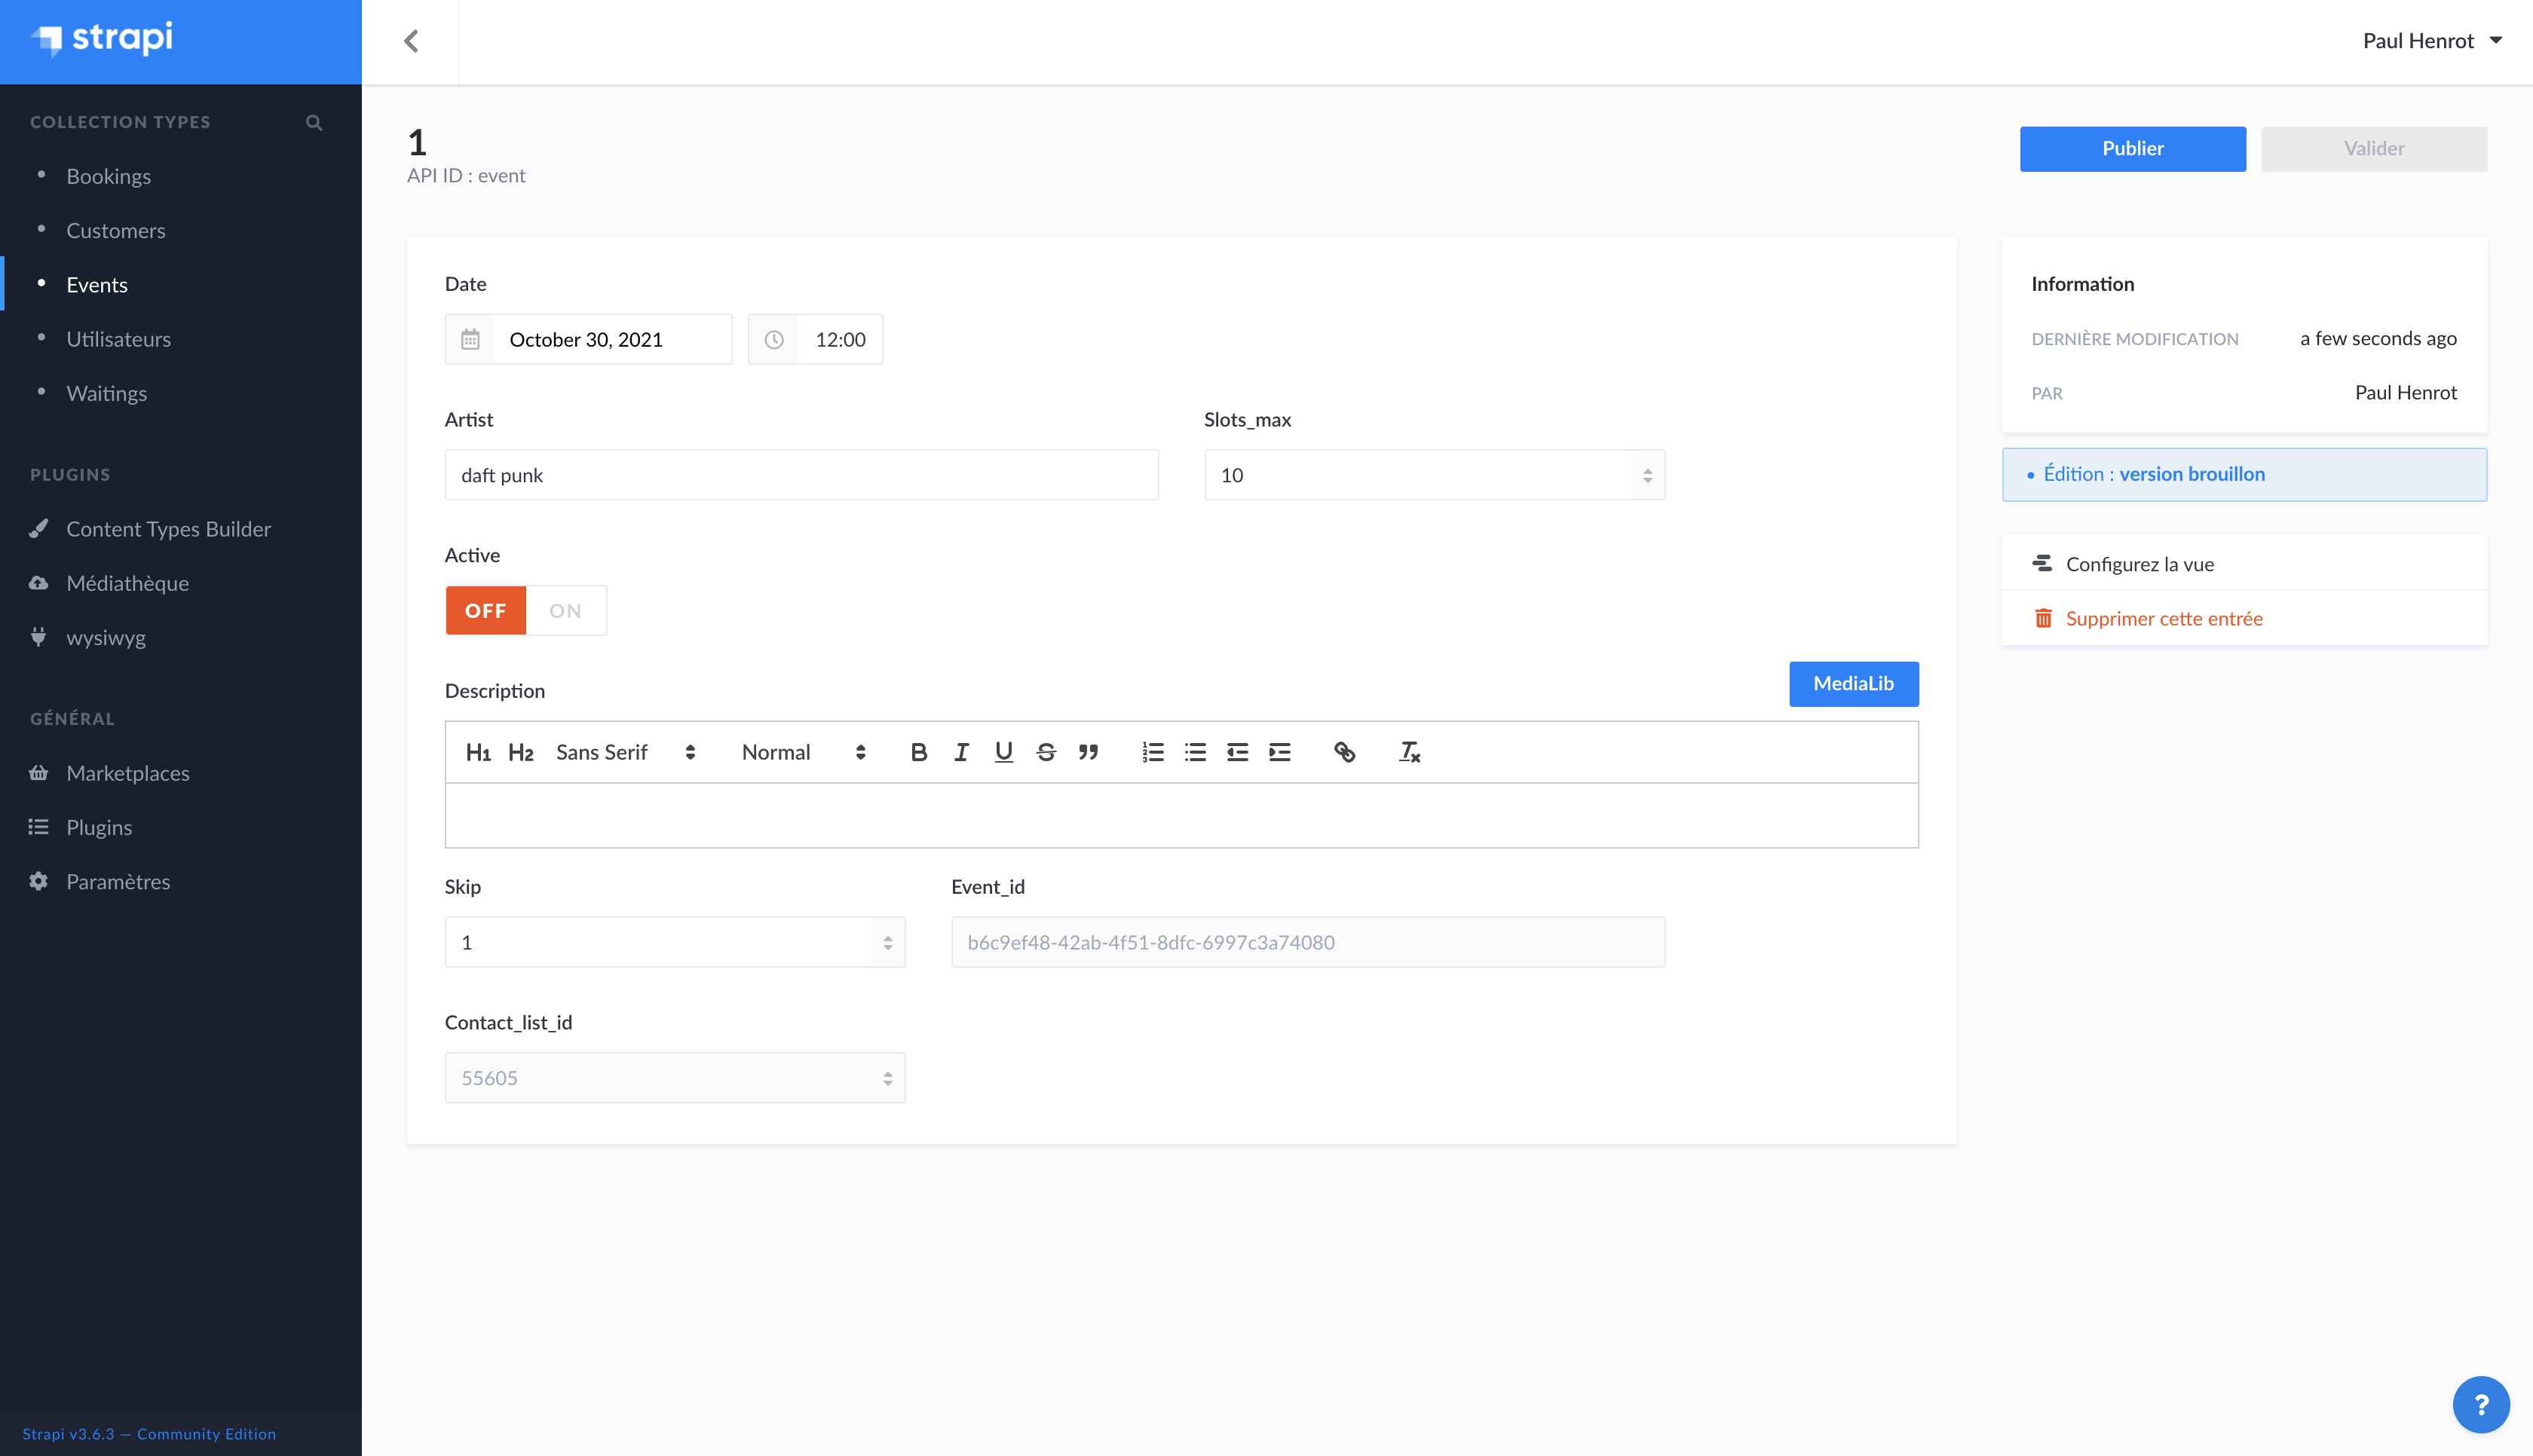 strapi
Paul Henrot
COLLECTION TYPES
Bookings
Customers
Events
Utilisateurs
Waitings
PLUGINS
Content Types Builder
Médiathèque
wysiwyg
GÉNÉRAL
Marketplaces
Plugins
Paramètres
Strapi v3.6.3 — Community Edition
1
API ID : event
Publier
Valider
Date
October 30, 2021
12:00
Artist
Slots_max
daft punk
10
Active
OFF ON
Description
MediaLib
H1 H2 Sans Serif Normal B I U S
Skip
Event_id
1
b6c9ef48-42ab-4f51-8dfc-6997c3a74080
Contact_list_id
55605
Information
DERNIÈRE MODIFICATION a few seconds ago
PAR Paul Henrot
Édition : version brouillon
Configurez la vue
Supprimer cette entrée
?